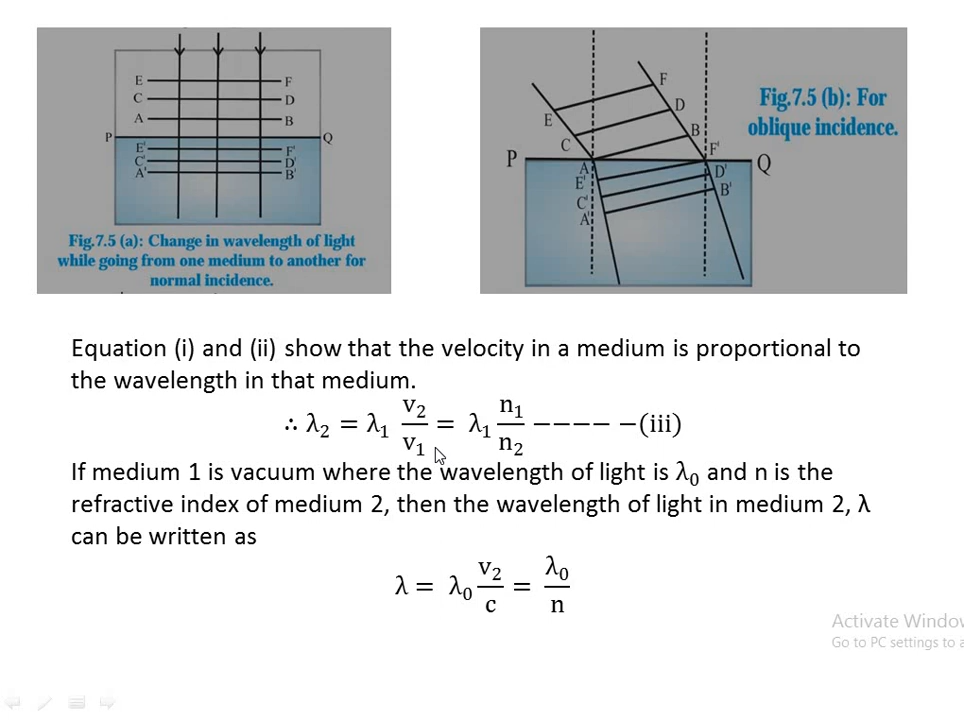 E F
C D
A B
P Q
E' F'
C' D'
A' B'
Fig.7.5 (a): Change in wavelength of light
while going from one medium to another for
normal incidence.
F
E D
C B
P A F' Q
E' D'
C' B'
A'
Fig.7.5 (b): For
oblique incidence.
Equation (i) and (ii) show that the velocity in a medium is proportional to
the wavelength in that medium.
∴ λ₂ = λ₁ v₂/v₁ = λ₁ n₁/n₂ −−−− −(iii)
If medium 1 is vacuum where the wavelength of light is λ₀ and n is the
refractive index of medium 2, then the wavelength of light in medium 2, λ
can be written as
λ = λ₀ v₂/c = λ₀/n
Activate Window
Go to PC settings to a